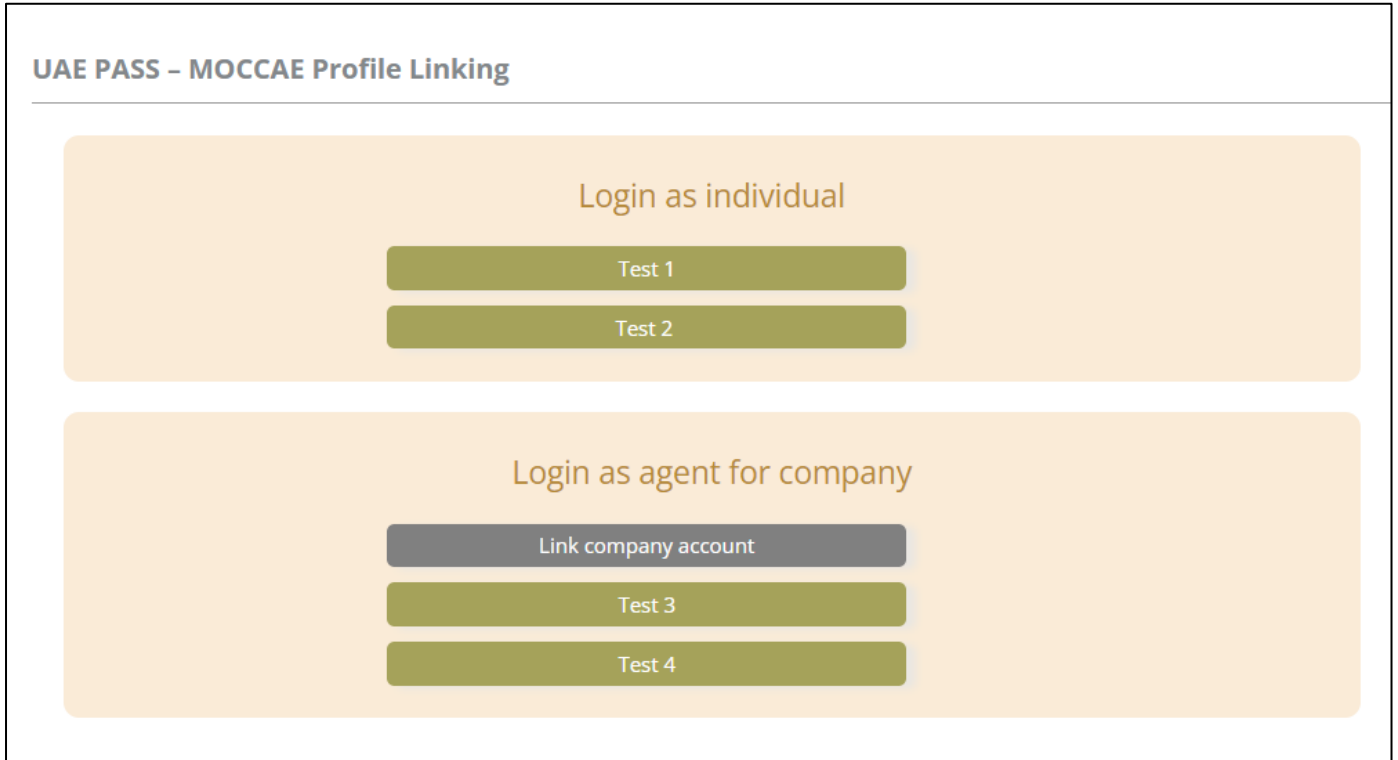 UAE PASS – MOCCAE Profile Linking
Login as individual
Test 1
Test 2
Login as agent for company
Link company account
Test 3
Test 4